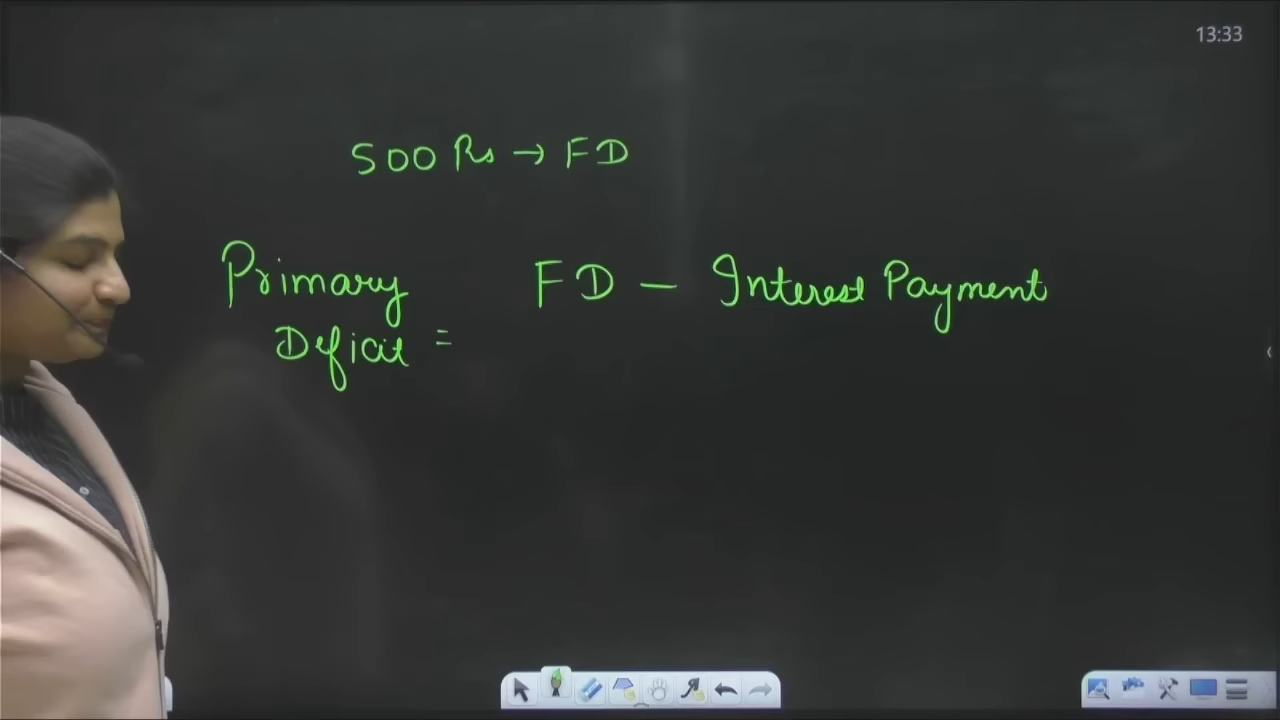 13:33
500 Rs → FD
Primary FD - Interest Payment
Deficit =